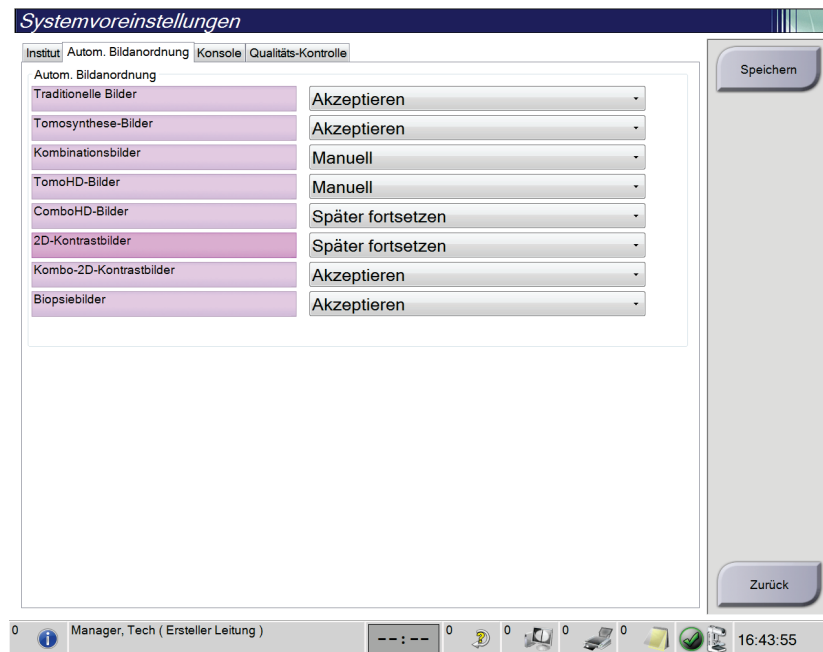 Systemvoreinstellungen
Institut Autom. Bildanordnung Konsole Qualitäts-Kontrolle
Speichern
Autom. Bildanordnung
Traditionelle Bilder Akzeptieren
Tomosynthese-Bilder Akzeptieren
Kombinationsbilder Manuell
TomoHD-Bilder Manuell
ComboHD-Bilder Später fortsetzen
2D-Kontrastbilder Später fortsetzen
Kombo-2D-Kontrastbilder Akzeptieren
Biopsiebilder Akzeptieren
Zurück
0 Manager, Tech ( Ersteller Leitung ) --:-- 0 0 0 0 16:43:55